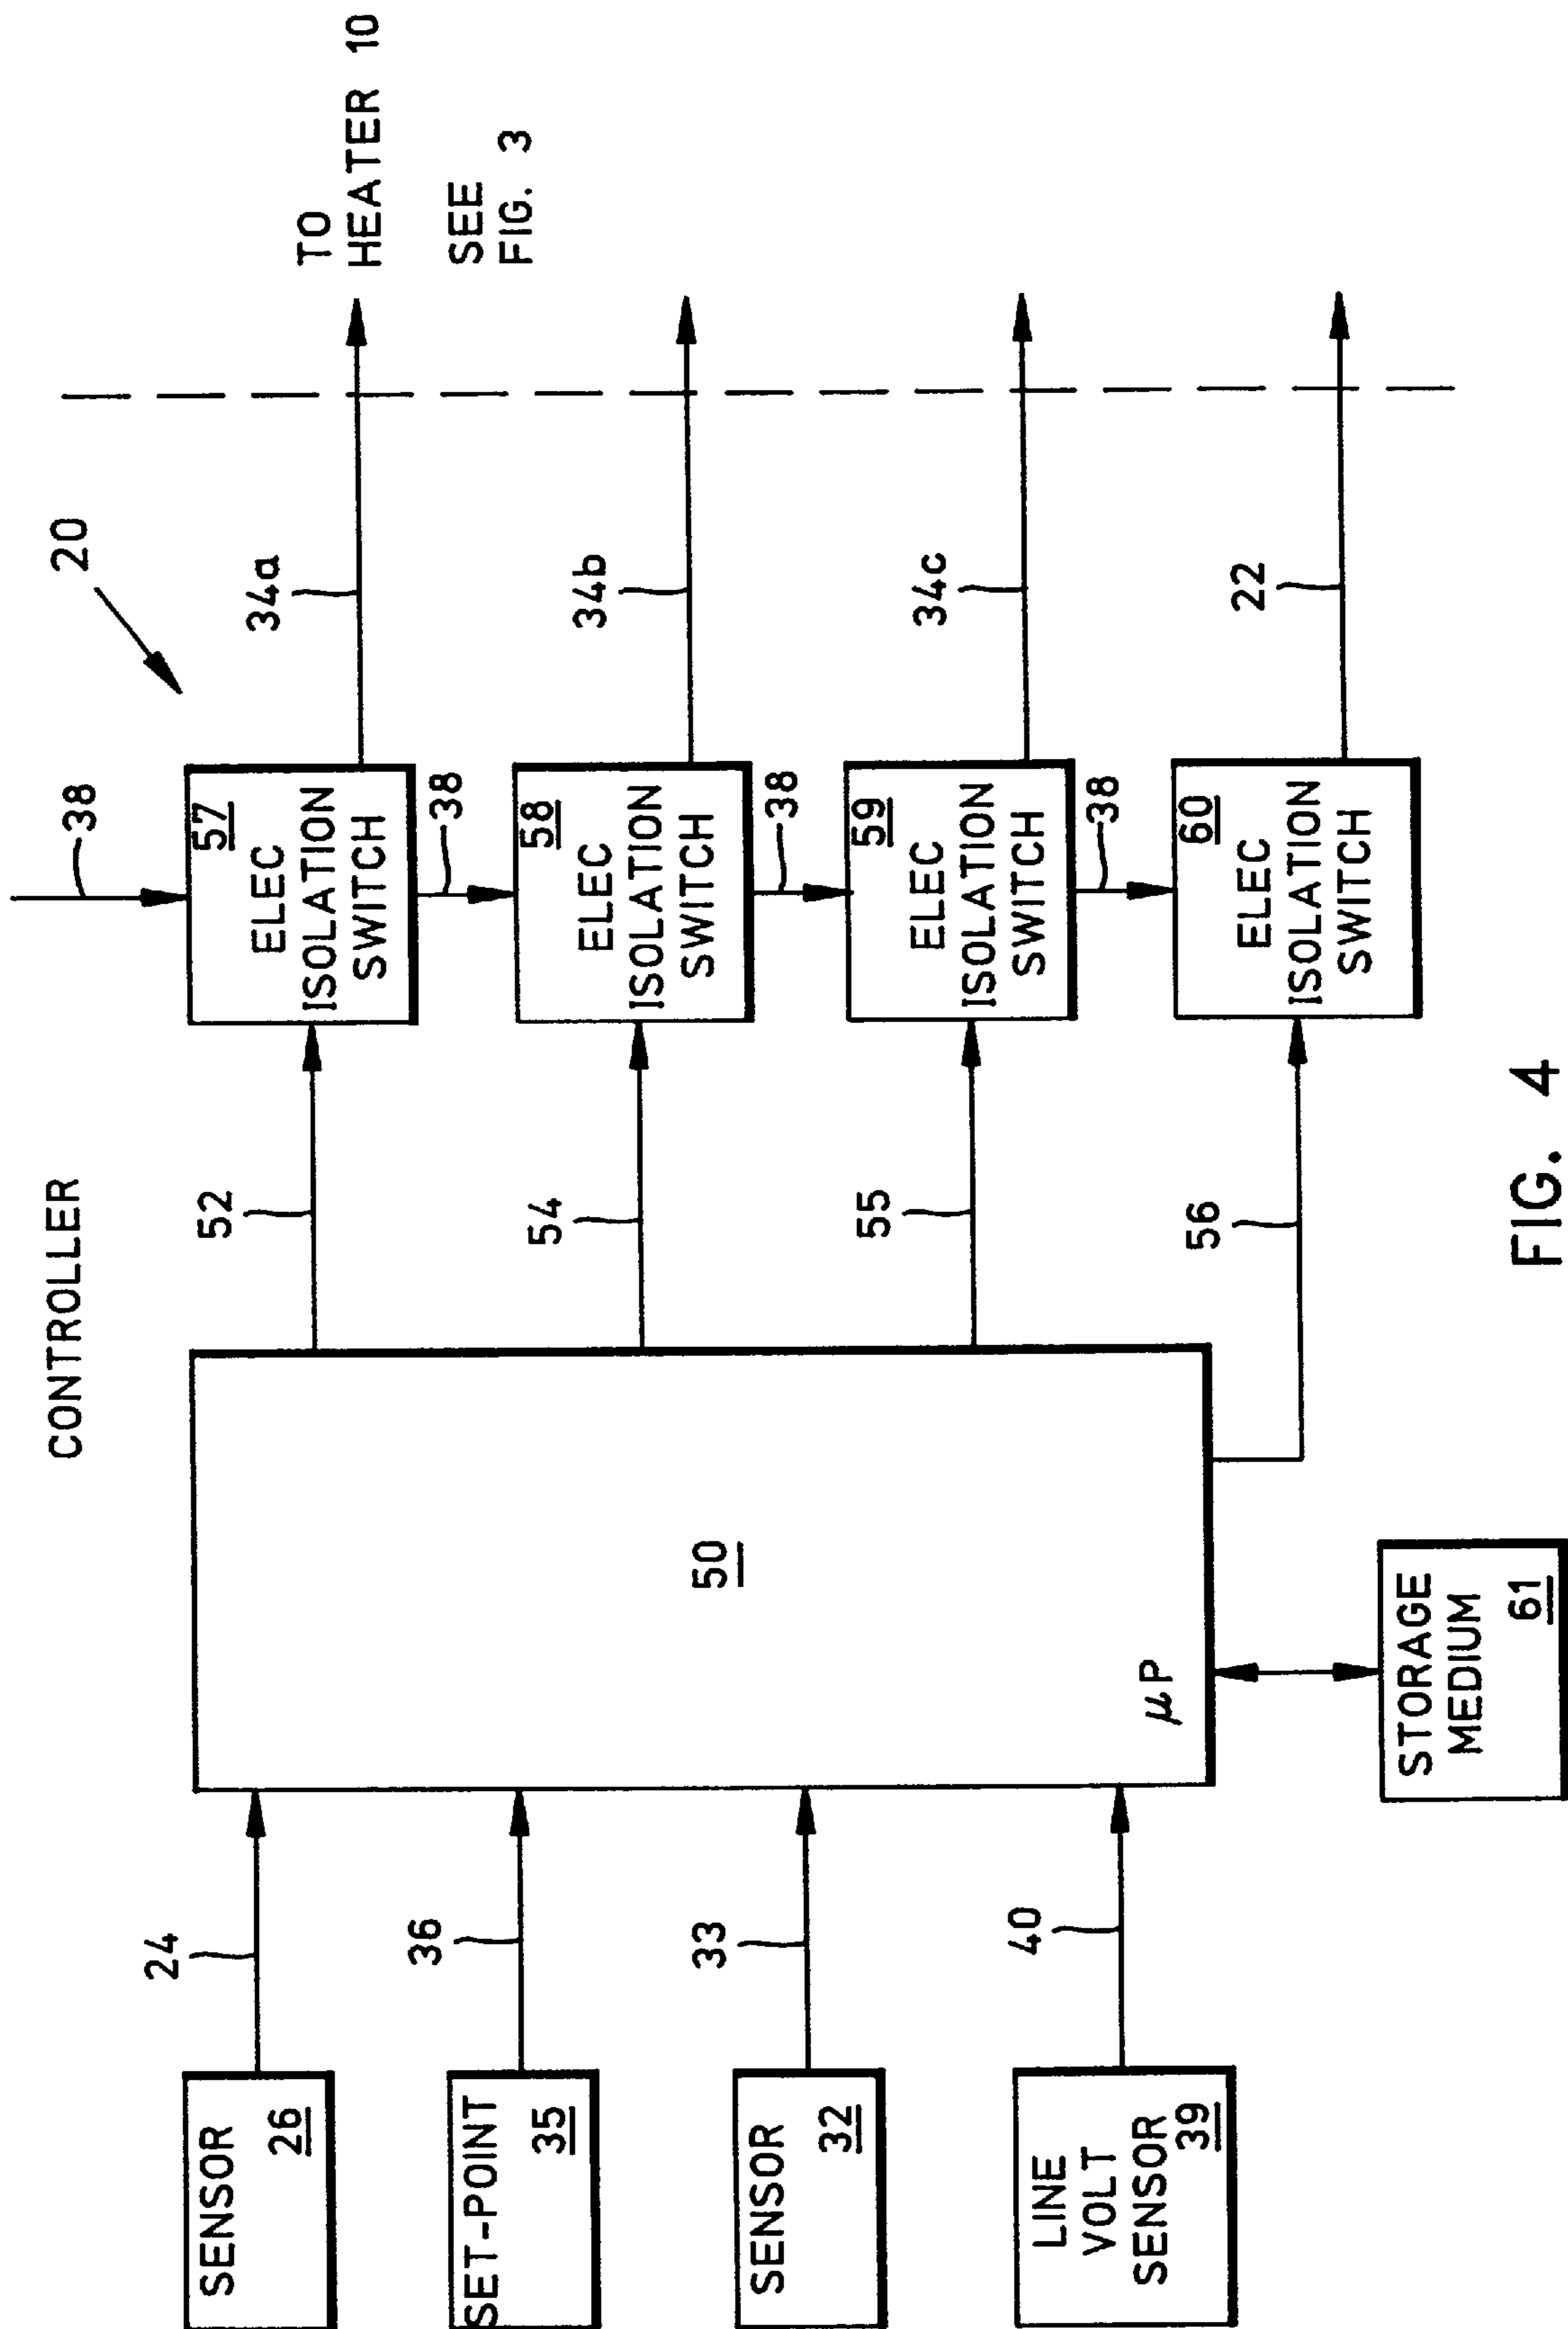 CONTROLLER
20
38
TO
HEATER 10
SEE
FIG. 3
SENSOR
26
24
52
57
ELEC
ISOLATION
SWITCH
34a
38
SET-POINT
35
36
50
54
58
ELEC
ISOLATION
SWITCH
34b
38
SENSOR
32
33
55
59
ELEC
ISOLATION
SWITCH
34c
38
LINE
VOLT
SENSOR
39
40
μP
56
60
ELEC
ISOLATION
SWITCH
22
STORAGE
MEDIUM
61
FIG. 4